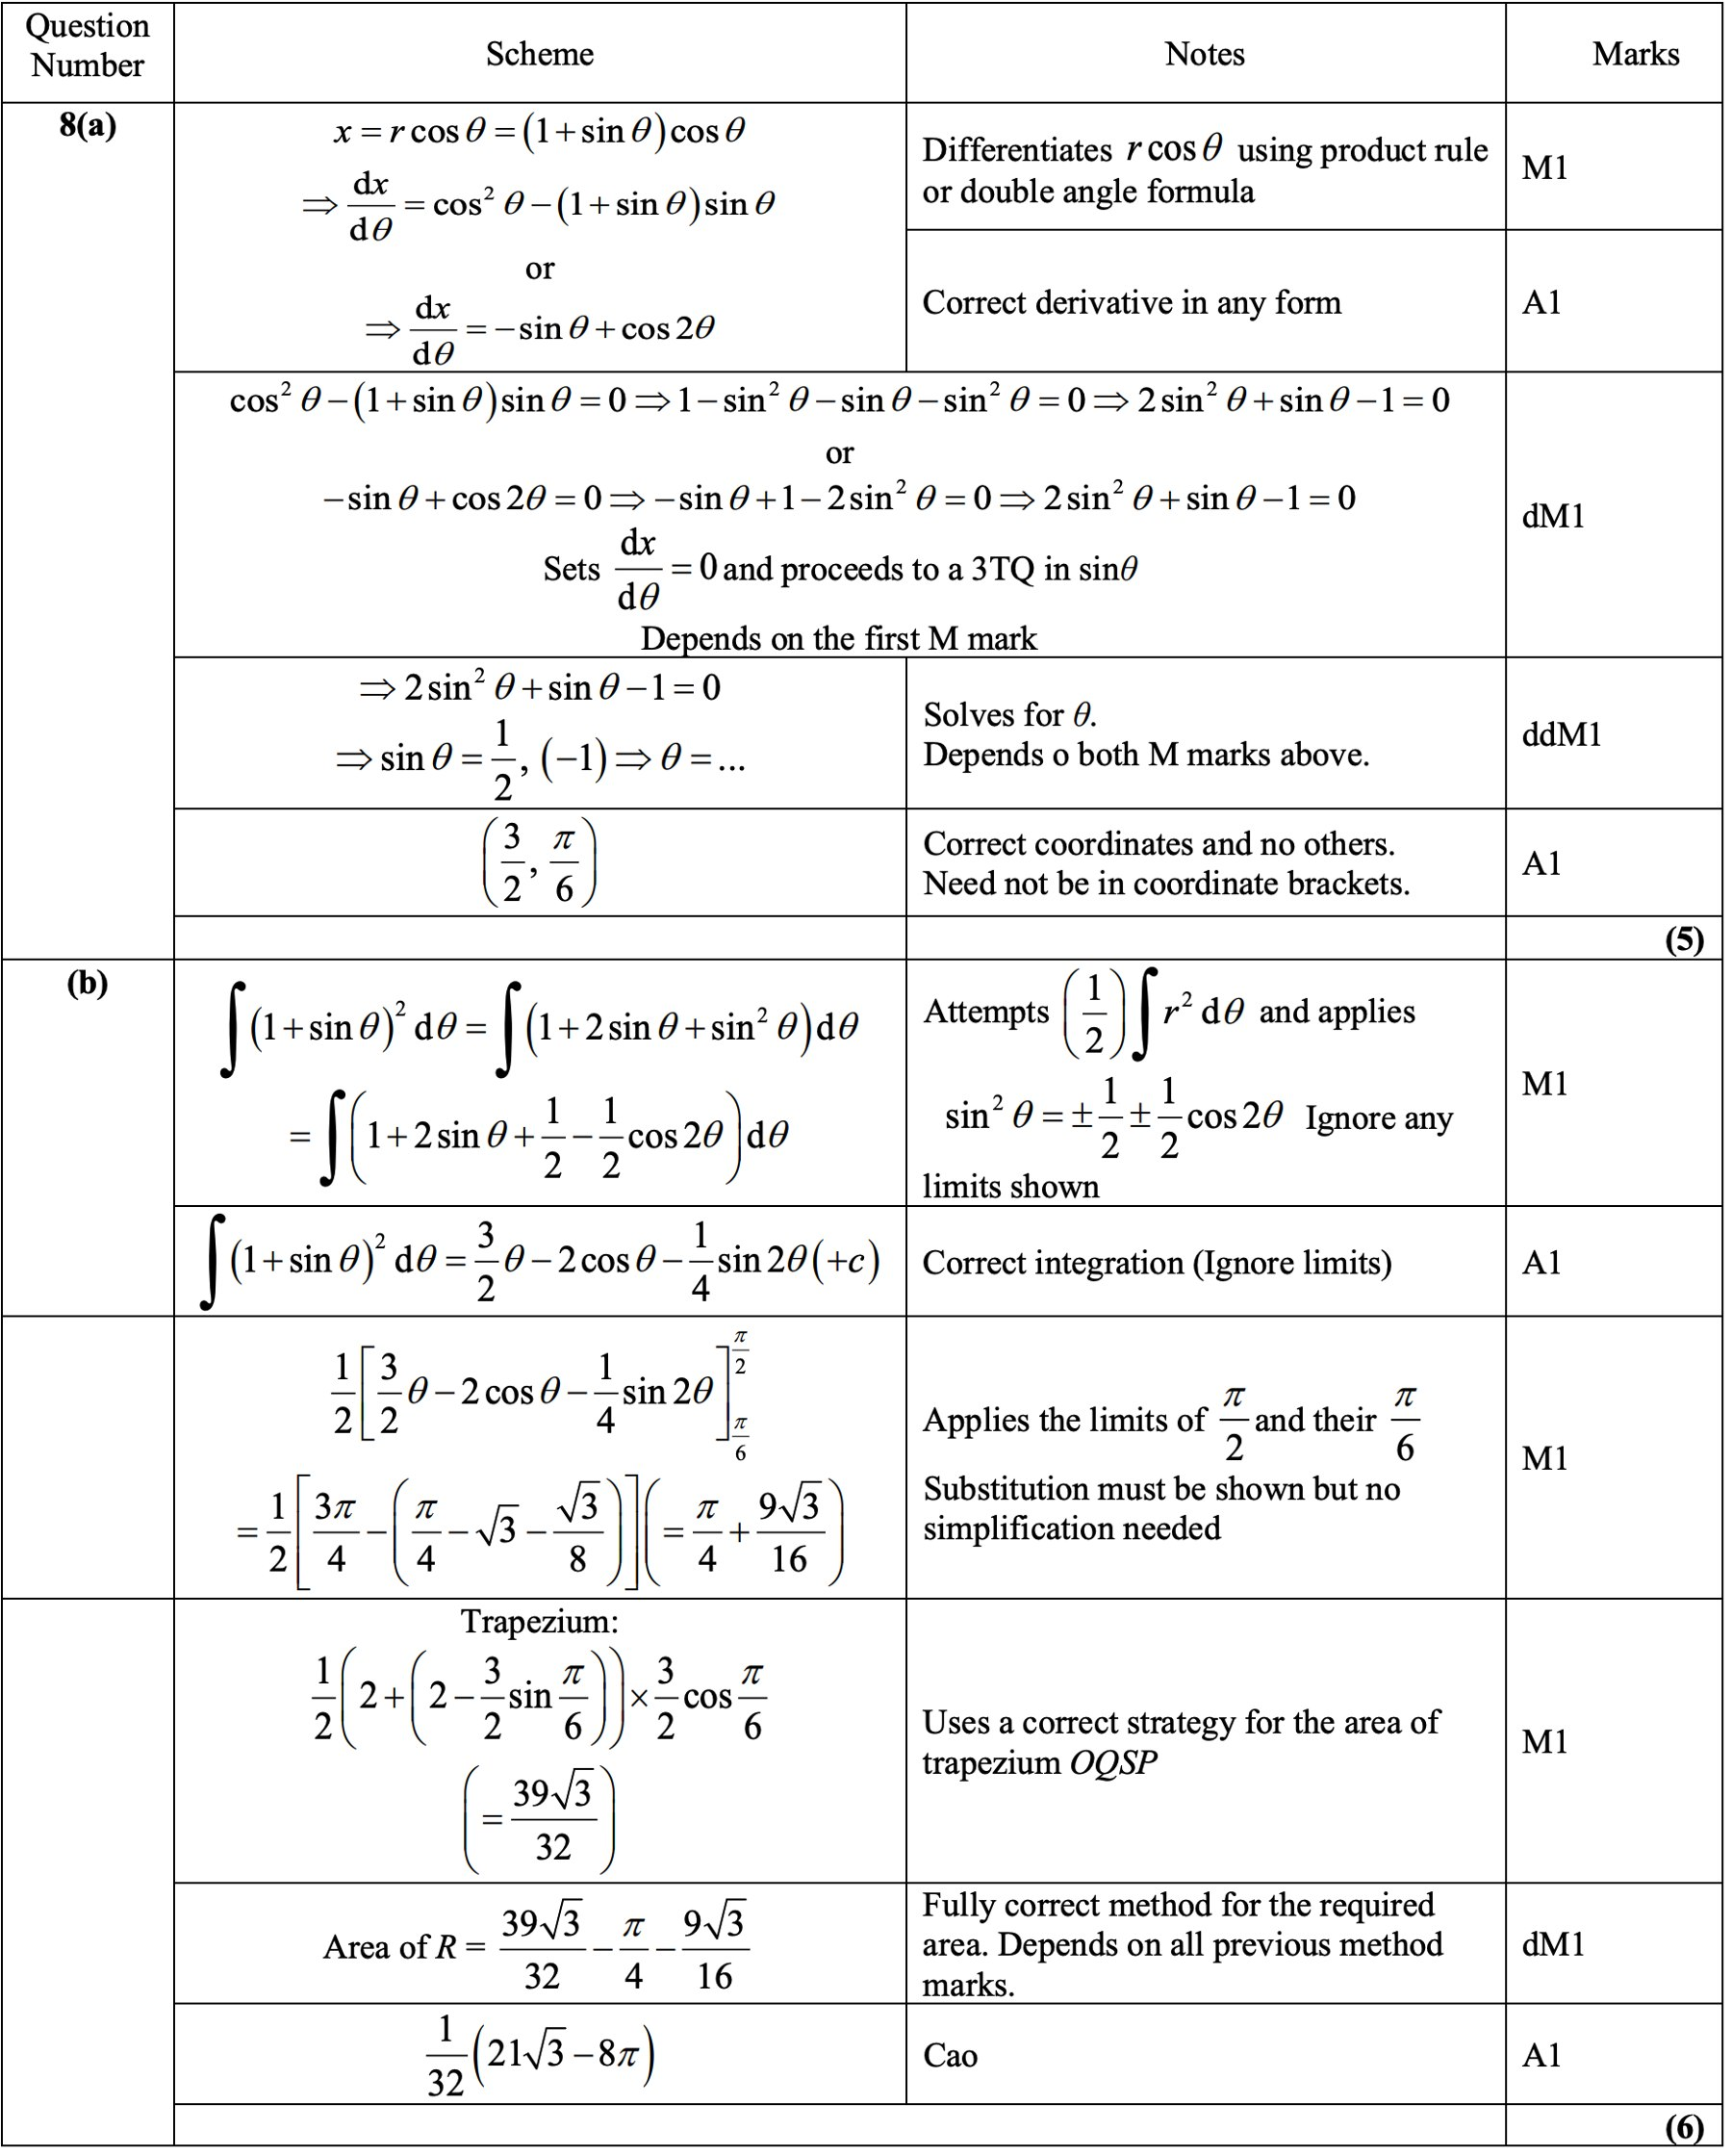 Question Number | Scheme | Notes | Marks
8(a)
x = r cos θ = (1 + sin θ) cos θ
⇒ dx/dθ = cos² θ − (1 + sin θ) sin θ
or
⇒ dx/dθ = −sin θ + cos 2θ
Differentiates r cos θ using product rule
or double angle formula
M1
Correct derivative in any form
A1
cos² θ − (1 + sin θ) sin θ = 0 ⇒ 1 − sin² θ − sin θ − sin² θ = 0 ⇒ 2 sin² θ + sin θ − 1 = 0
or
−sin θ + cos 2θ = 0 ⇒ −sin θ + 1 − 2 sin² θ = 0 ⇒ 2 sin² θ + sin θ − 1 = 0
Sets dx/dθ = 0 and proceeds to a 3TQ in sinθ
Depends on the first M mark
dM1
⇒ 2 sin² θ + sin θ − 1 = 0
⇒ sin θ = 1/2, (−1) ⇒ θ = ...
Solves for θ.
Depends o both M marks above.
ddM1
(3/2, π/6)
Correct coordinates and no others.
Need not be in coordinate brackets.
A1
(5)
(b)
∫(1 + sin θ)² dθ = ∫(1 + 2 sin θ + sin² θ) dθ
= ∫(1 + 2 sin θ + 1/2 − 1/2 cos 2θ) dθ
Attempts (1/2) ∫ r² dθ and applies
sin² θ = ± 1/2 ± 1/2 cos 2θ Ignore any
limits shown
M1
∫(1 + sin θ)² dθ = 3/2 θ − 2 cos θ − 1/4 sin 2θ (+c)
Correct integration (Ignore limits)
A1
1/2 [3/2 θ − 2 cos θ − 1/4 sin 2θ]_{π/6}^{π/2}
= 1/2 [3π/4 − (π/4 − √3 − √3/8)] (= π/4 + 9√3/16)
Applies the limits of π/2 and their π/6
Substitution must be shown but no
simplification needed
M1
Trapezium:
1/2 (2 + (2 − 3/2 sin π/6)) × 3/2 cos π/6
(= 39√3/32)
Uses a correct strategy for the area of
trapezium OQSP
M1
Area of R = 39√3/32 − π/4 − 9√3/16
Fully correct method for the required
area. Depends on all previous method
marks.
dM1
1/32 (21√3 − 8π)
Cao
A1
(6)